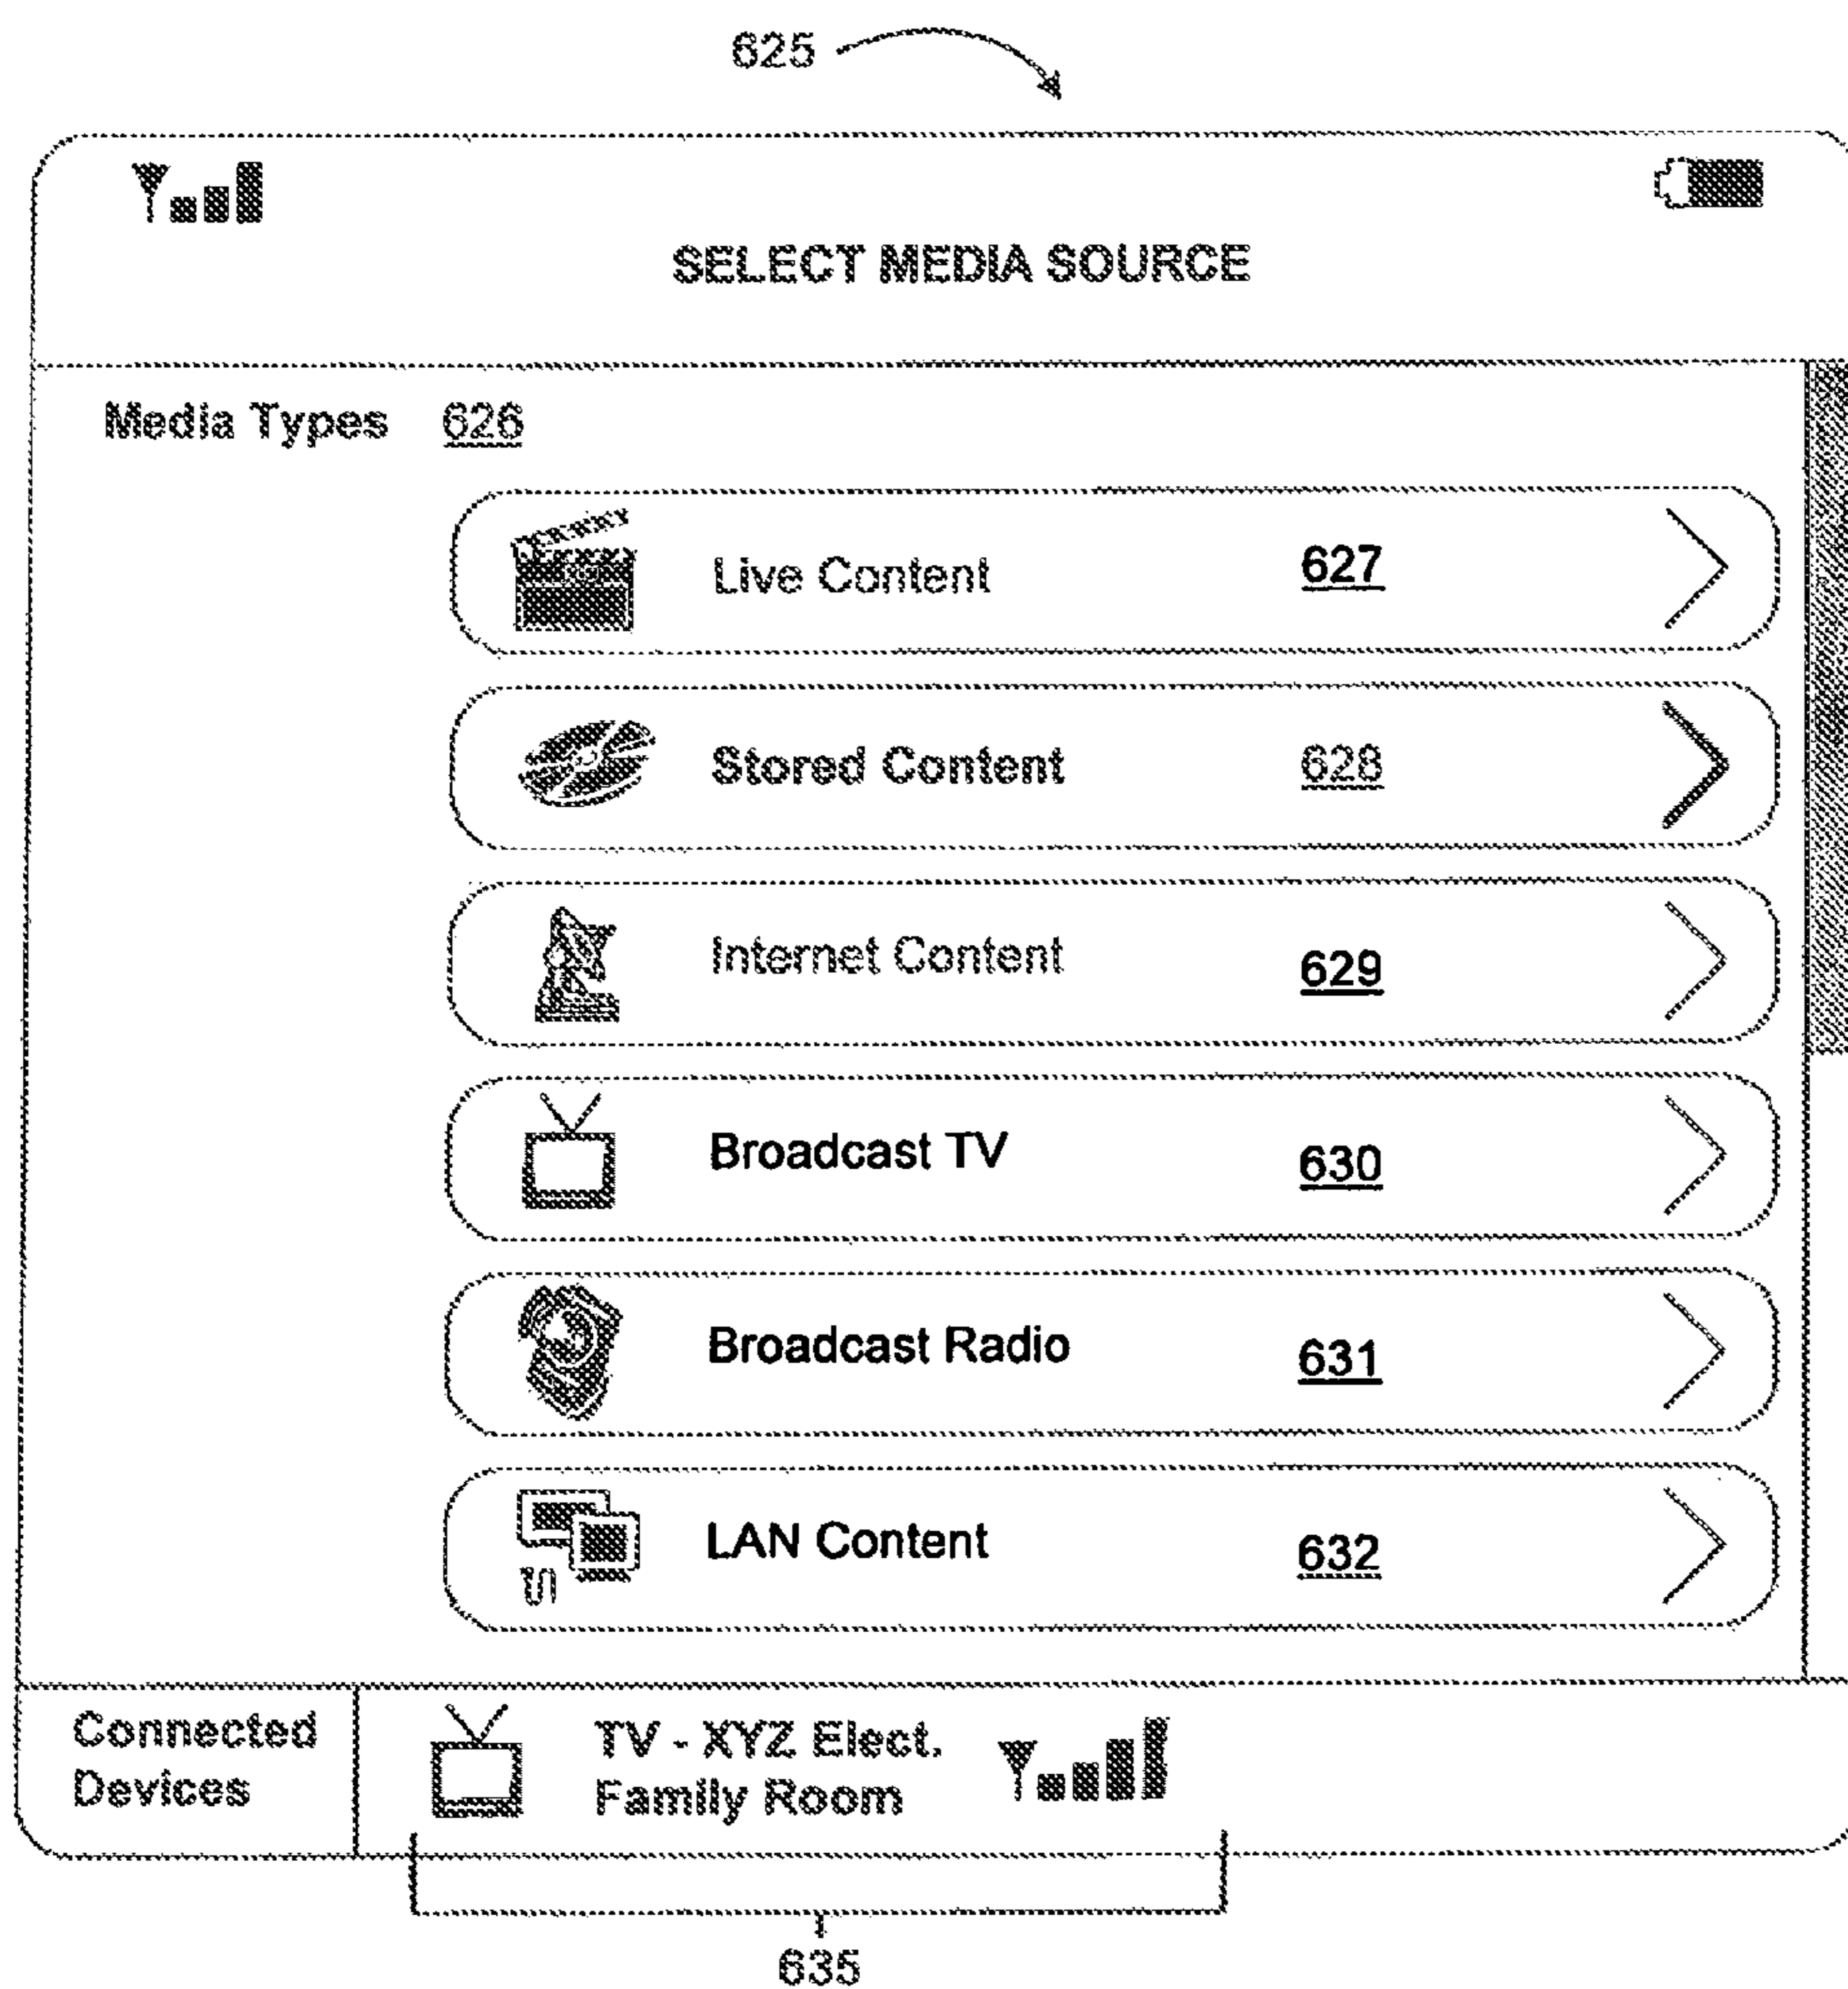 625
SELECT MEDIA SOURCE
Media Types 626
Live Content 627
Stored Content 628
Internet Content 629
Broadcast TV 630
Broadcast Radio 631
LAN Content 632
Connected
Devices
TV - XYZ Elect.
Family Room
635